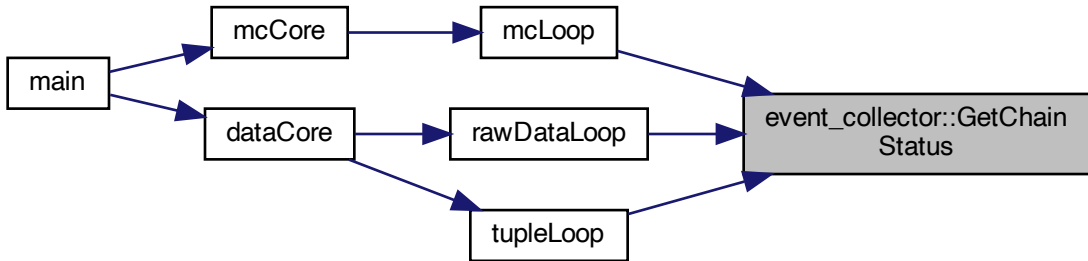 mcCore
mcLoop
main
event_collector::GetChain
Status
dataCore
rawDataLoop
tupleLoop